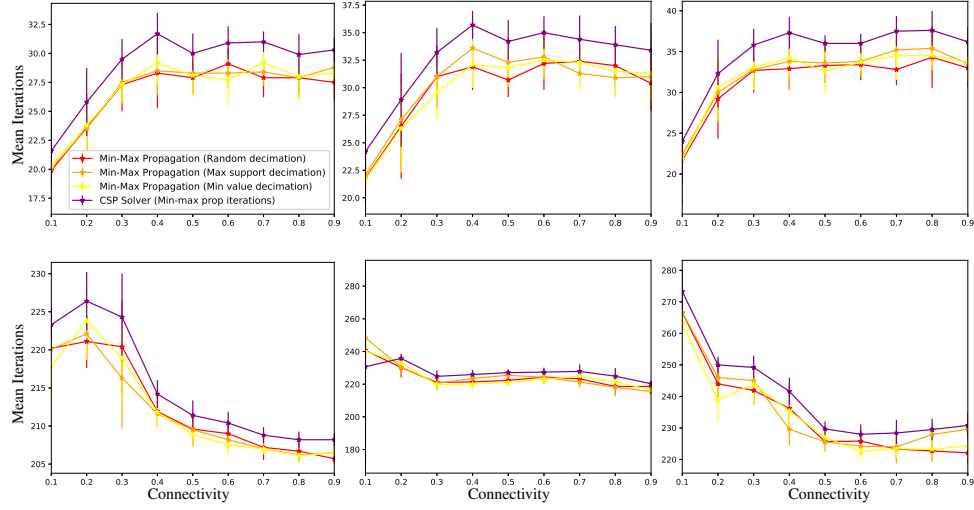 Mean Iterations
30.0
27.5
25.0
22.5
20.0
17.5
Min-Max Propagation (Random decimation)
Min-Max Propagation (Max support decimation)
Min-Max Propagation (Min value decimation)
CSP Solver (Min-max prop iterations)
0.1 0.2 0.3 0.4 0.5 0.6 0.7 0.8 0.9
35.0
32.5
30.0
27.5
25.0
22.5
20.0
0.1 0.2 0.3 0.4 0.5 0.6 0.7 0.8 0.9
40
35
30
25
20
0.1 0.2 0.3 0.4 0.5 0.6 0.7 0.8 0.9
Mean Iterations
230
225
220
215
210
205
0.1 0.2 0.3 0.4 0.5 0.6 0.7 0.8 0.9
Connectivity
280
260
240
220
200
180
0.1 0.2 0.3 0.4 0.5 0.6 0.7 0.8 0.9
Connectivity
280
270
260
250
240
230
220
0.1 0.2 0.3 0.4 0.5 0.6 0.7 0.8 0.9
Connectivity